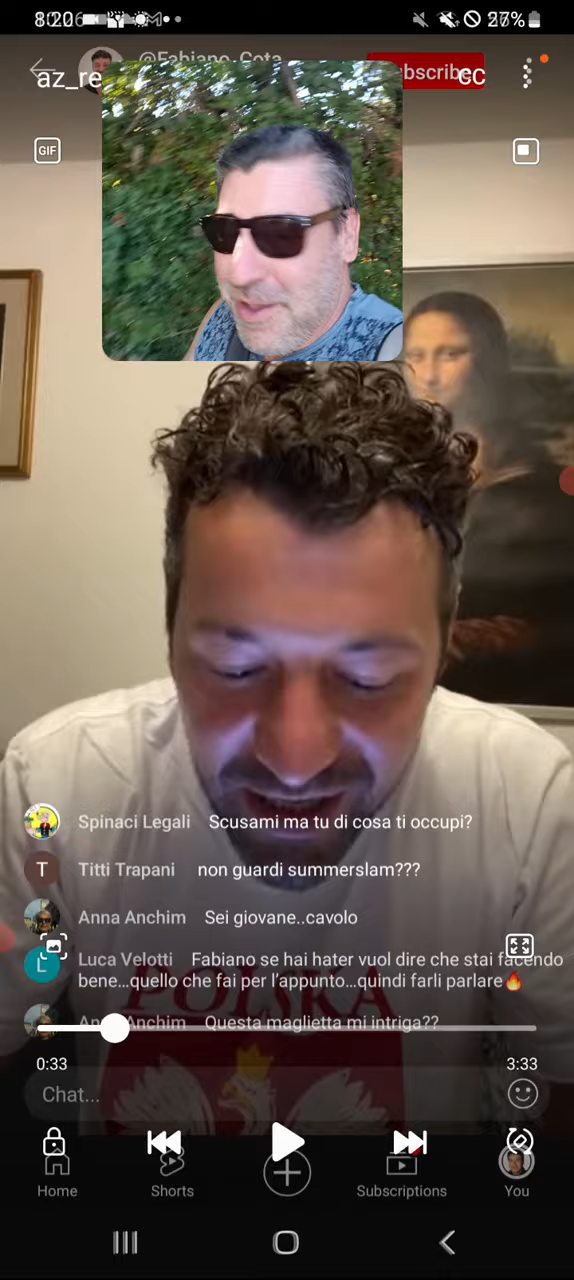 @Fabiano_Cota
az_re
Subscribe
cc
GIF
Spinaci Legali Scusami ma tu di cosa ti occupi?
Titti Trapani non guardi summerslam???
T
Anna Anchim Sei giovane..cavolo
Luca Velotti Fabiano se hai hater vuol dire che stai facendo
L
bene...quello che fai per l'appunto...quindi farli parlare🔥
Anna Anchim Questa maglietta mi intriga??
POLSKA
0:33
3:33
Chat...
Home
Shorts
Subscriptions
You